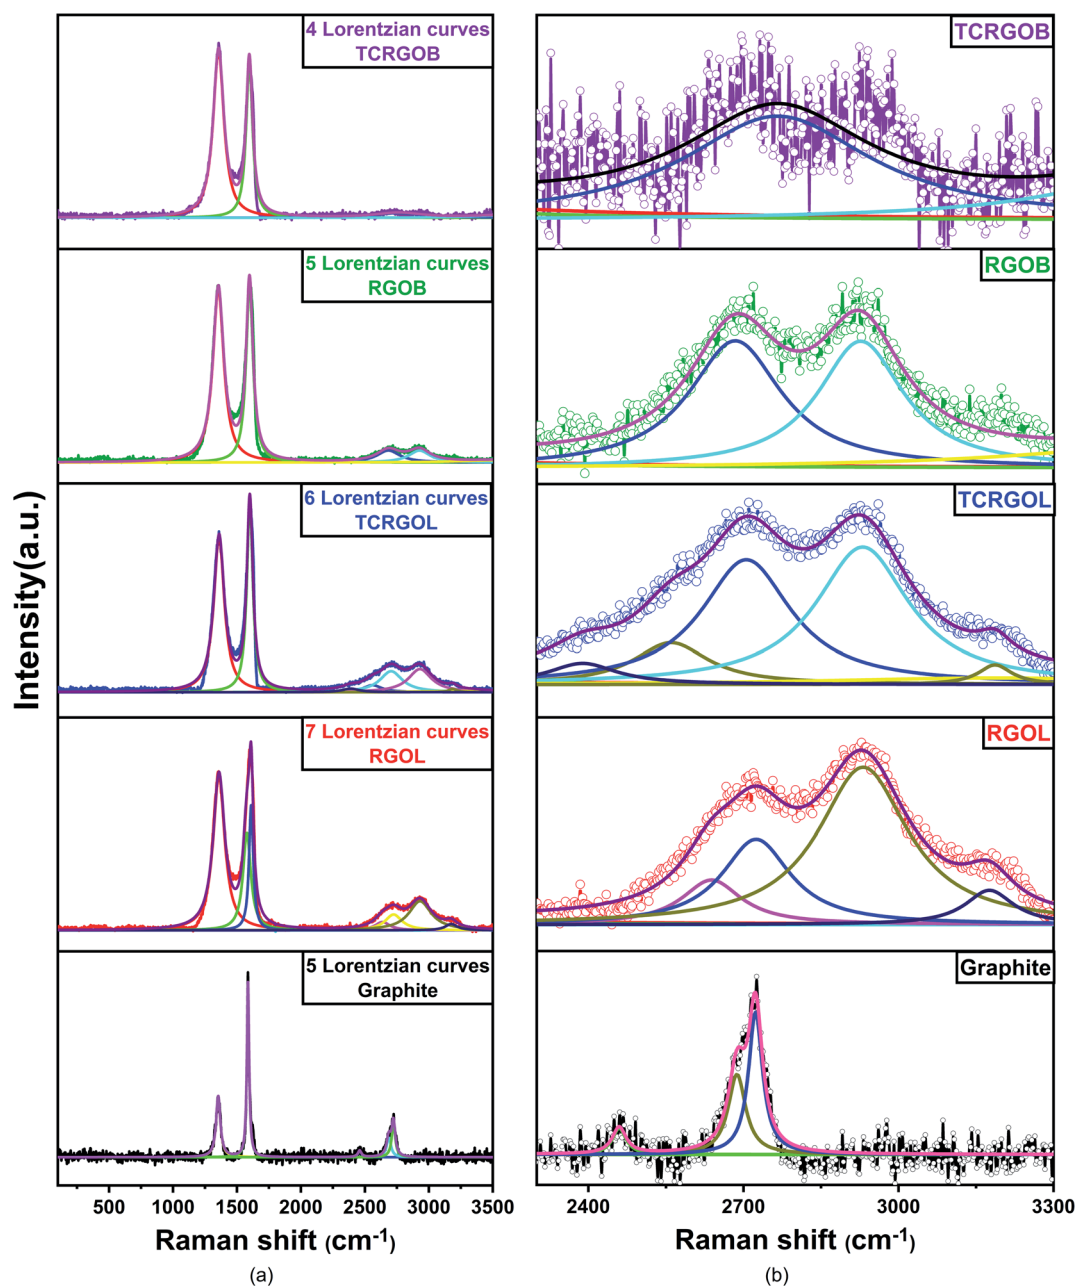 4 Lorentzian curves
TCRGOB
TCRGOB
5 Lorentzian curves
RGOB
RGOB
6 Lorentzian curves
TCRGOL
TCRGOL
7 Lorentzian curves
RGOL
RGOL
5 Lorentzian curves
Graphite
Graphite
Intensity(a.u.)
500 1000 1500 2000 2500 3000 3500
2400 2700 3000 3300
Raman shift (cm⁻¹)
Raman shift (cm⁻¹)
(a)
(b)